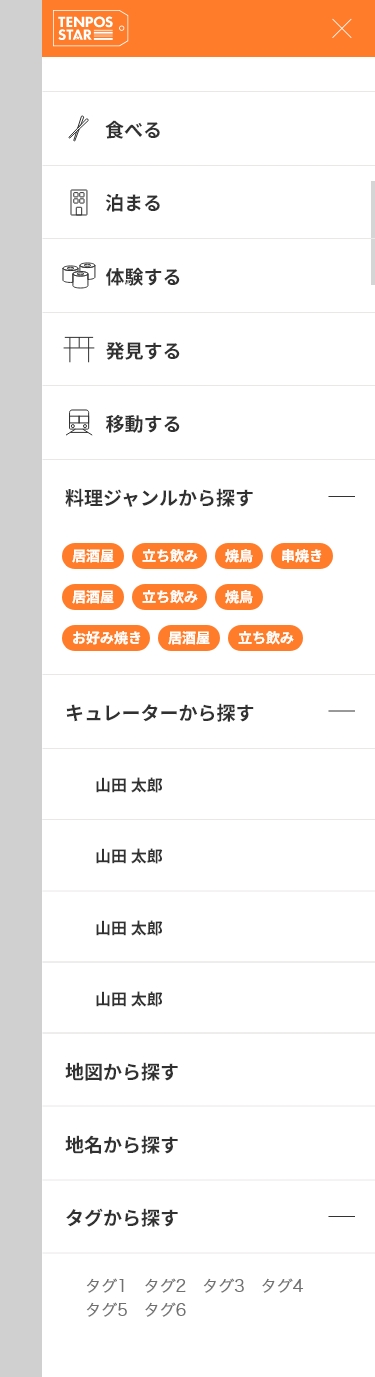 TENPOS
STAR
食べる
泊まる
体験する
発見する
移動する
料理ジャンルから探す
居酒屋 立ち飲み 焼鳥 串焼き
居酒屋 立ち飲み 焼鳥
お好み焼き 居酒屋 立ち飲み
キュレーターから探す
山田 太郎
山田 太郎
山田 太郎
山田 太郎
地図から探す
地名から探す
タグから探す
タグ1 タグ2 タグ3 タグ4
タグ5 タグ6